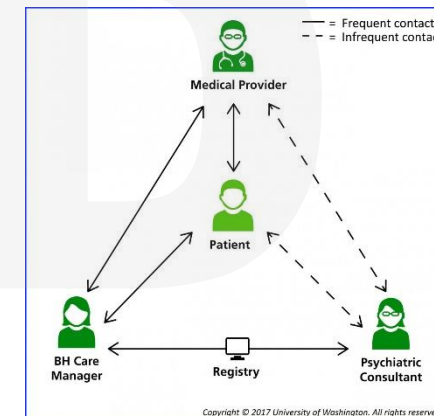 = Frequent contact
= Infrequent conta
Medical Provider
Patient
BH Care
Manager
Registry
Psychiatric
Consultant
Copyright © 2017 University of Washington. All rights reserve